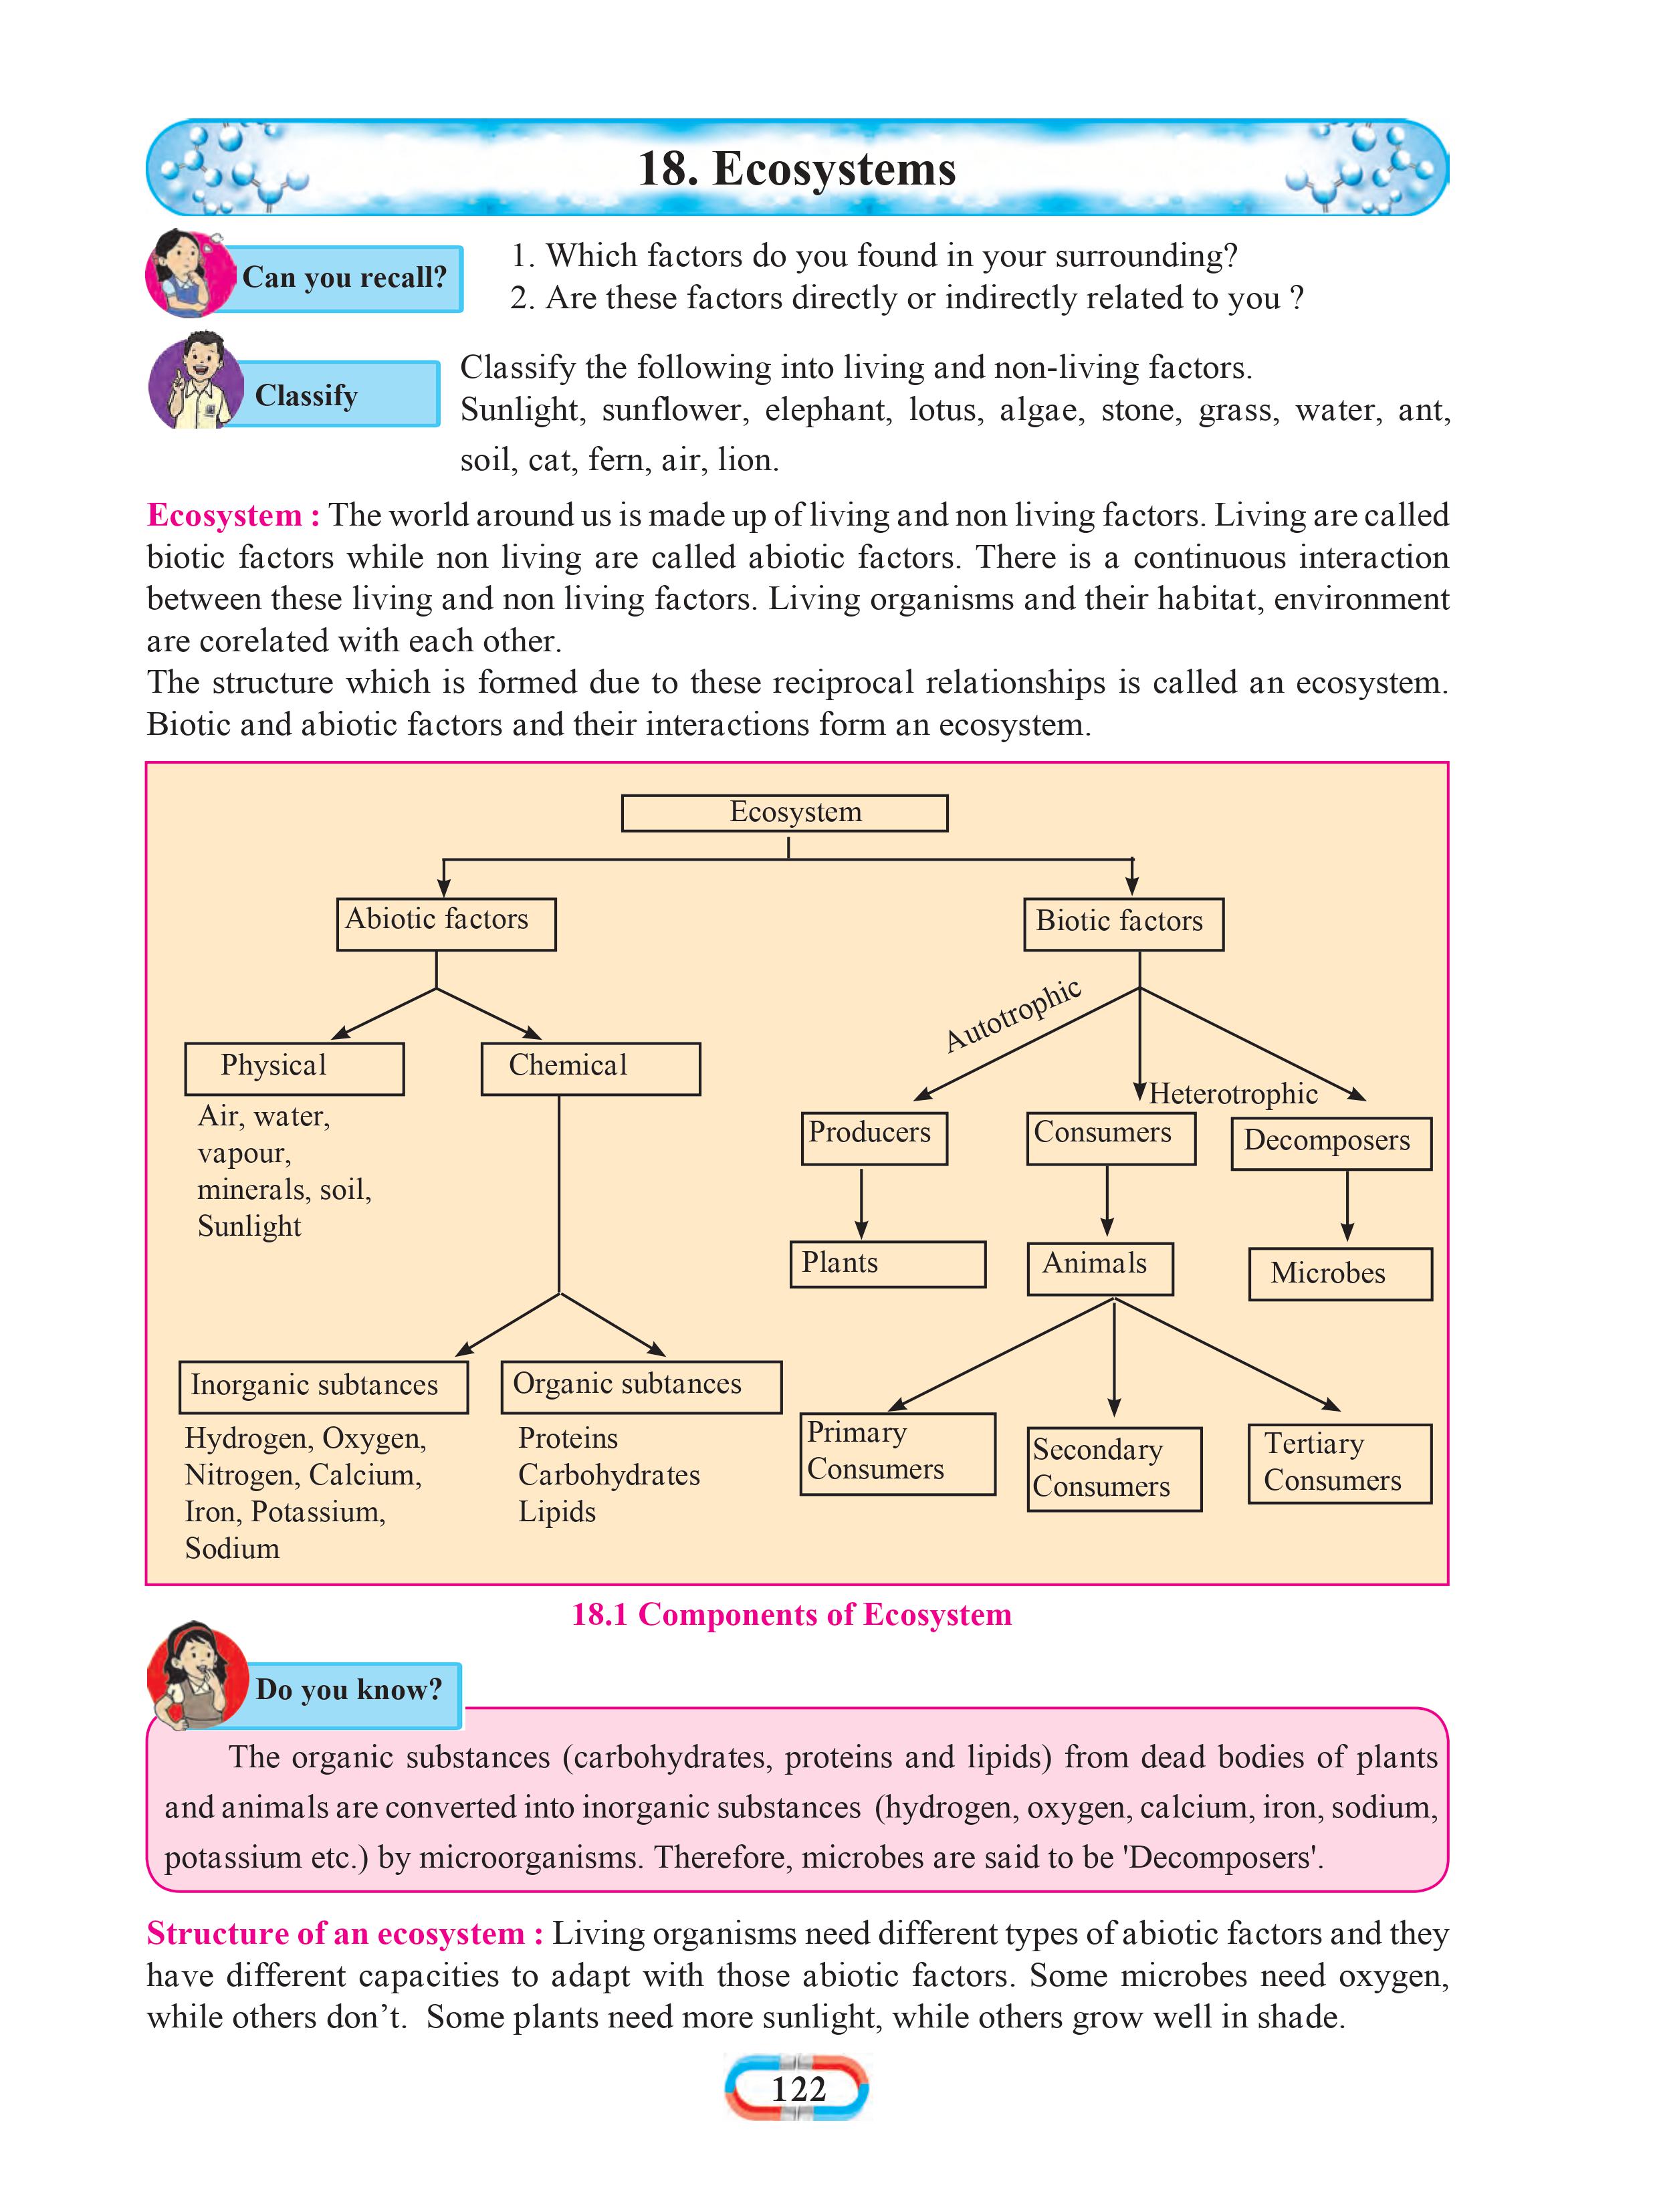 18. Ecosystems
Can you recall?
1. Which factors do you found in your surrounding?
2. Are these factors directly or indirectly related to you ?
Classify
Classify the following into living and non-living factors.
Sunlight, sunflower, elephant, lotus, algae, stone, grass, water, ant,
soil, cat, fern, air, lion.
Ecosystem : The world around us is made up of living and non living factors. Living are called
biotic factors while non living are called abiotic factors. There is a continuous interaction
between these living and non living factors. Living organisms and their habitat, environment
are corelated with each other.
The structure which is formed due to these reciprocal relationships is called an ecosystem.
Biotic and abiotic factors and their interactions form an ecosystem.
Ecosystem
Abiotic factors
Biotic factors
Autotrophic
Heterotrophic
Physical
Chemical
Air, water,
vapour,
minerals, soil,
Sunlight
Producers
Consumers
Decomposers
Plants
Animals
Microbes
Inorganic subtances
Organic subtances
Hydrogen, Oxygen,
Nitrogen, Calcium,
Iron, Potassium,
Sodium
Proteins
Carbohydrates
Lipids
Primary
Consumers
Secondary
Consumers
Tertiary
Consumers
18.1 Components of Ecosystem
Do you know?
The organic substances (carbohydrates, proteins and lipids) from dead bodies of plants
and animals are converted into inorganic substances (hydrogen, oxygen, calcium, iron, sodium,
potassium etc.) by microorganisms. Therefore, microbes are said to be 'Decomposers'.
Structure of an ecosystem : Living organisms need different types of abiotic factors and they
have different capacities to adapt with those abiotic factors. Some microbes need oxygen,
while others don’t. Some plants need more sunlight, while others grow well in shade.
122